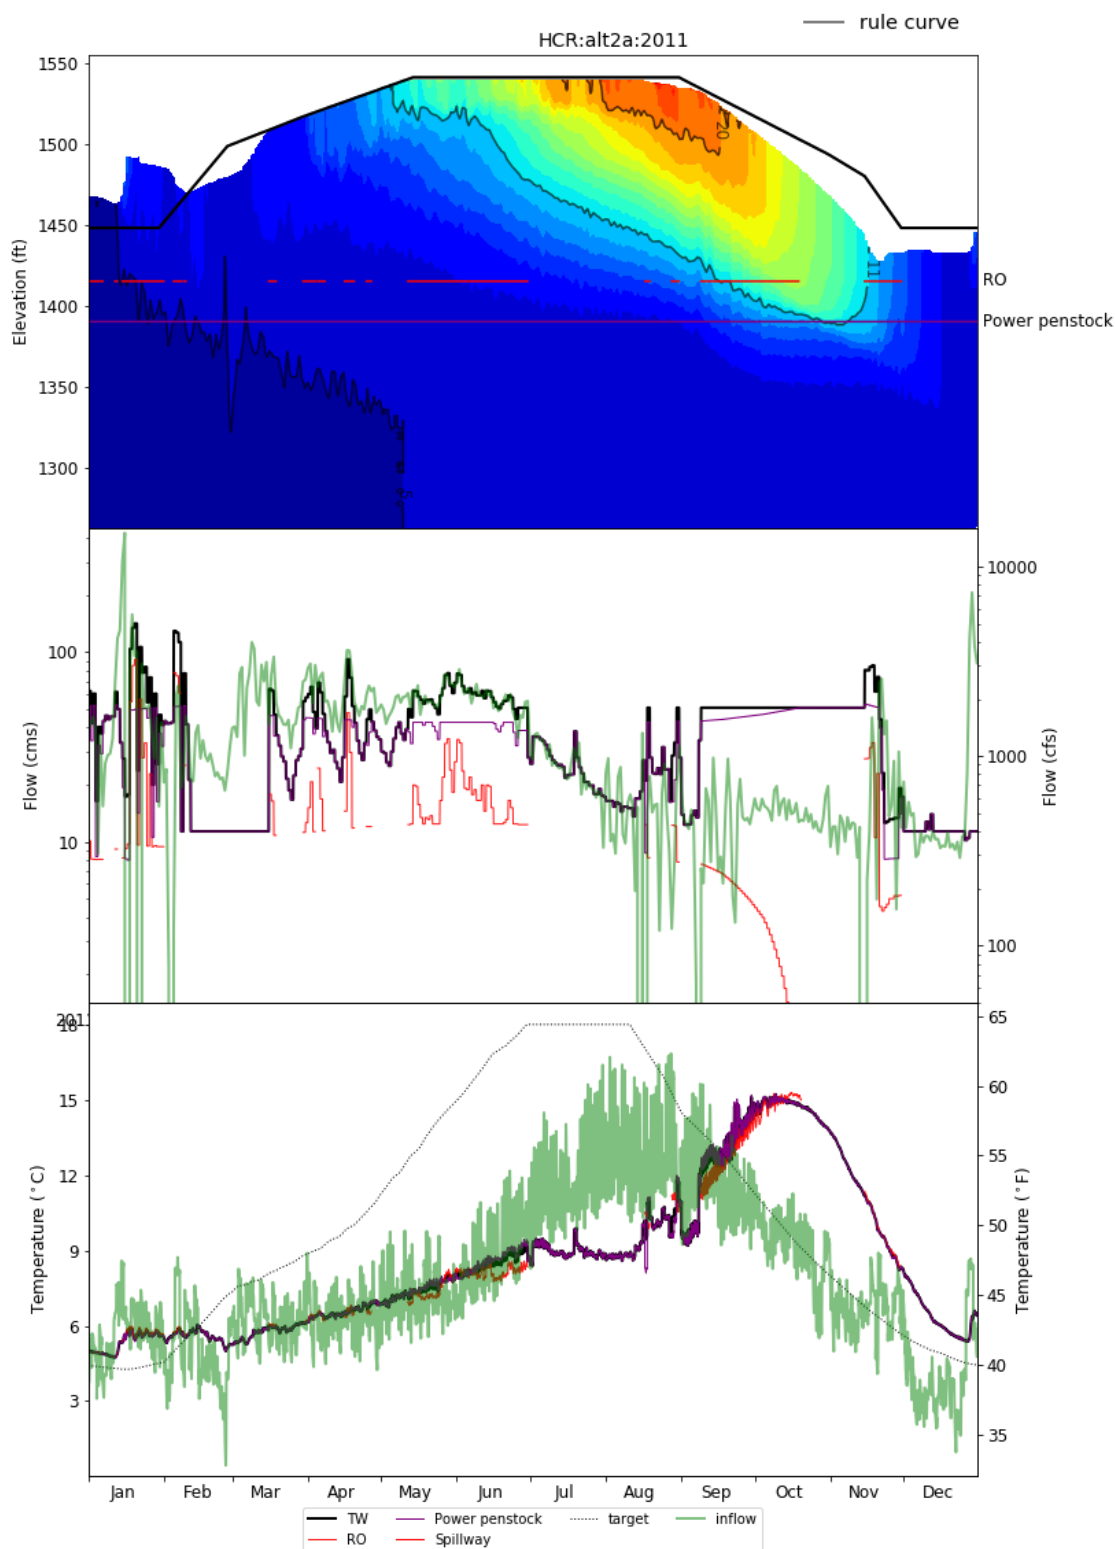 rule curve
HCR:alt2a:2011
1550
1500
1450
1400
1350
1300
Elevation (ft)
20
11
5
RO
Power penstock
100
10
Flow (cms)
10000
1000
100
Flow (cfs)
18
15
12
9
6
3
Temperature (°C)
65
60
55
50
45
40
35
Temperature (°F)
Jan Feb Mar Apr May Jun Jul Aug Sep Oct Nov Dec
TW Power penstock target inflow
RO Spillway